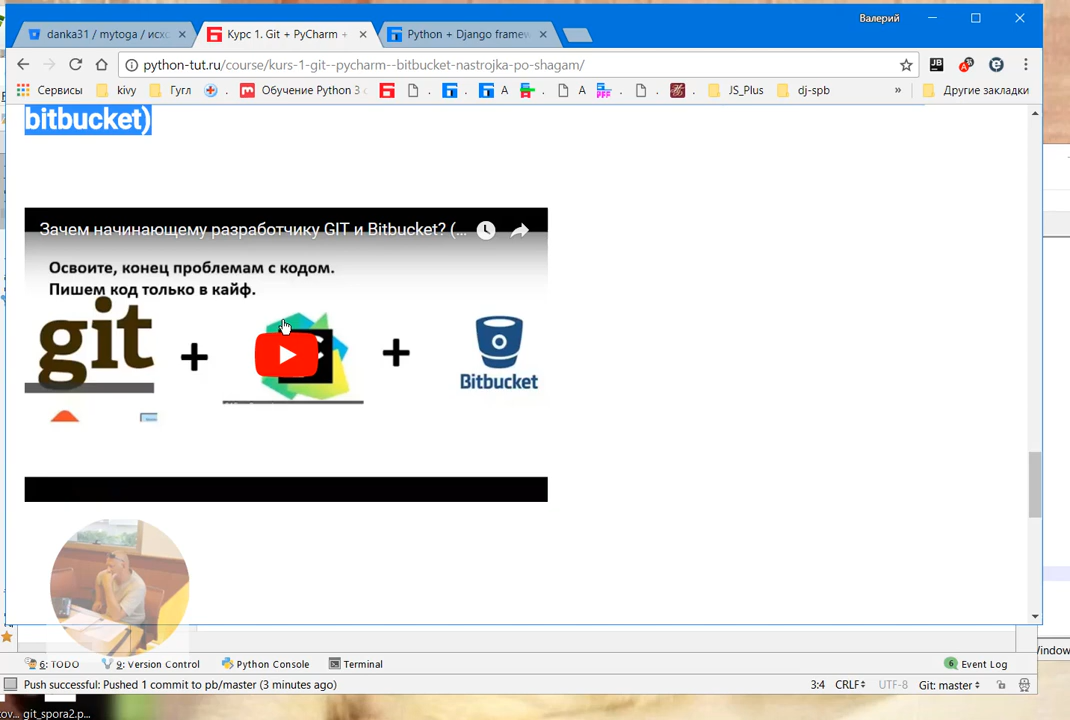 Валерий
danka31 / mytoga / исхо
Курс 1. Git + PyCharm +
Python + Django framew
python-tut.ru/course/kurs-1-git--pycharm--bitbucket-nastrojka-po-shagam/
Сервисы kivy Гугл . Обучение Python 3 с . . A . . A . . JS_Plus dj-spb » Другие закладки
bitbucket)
Зачем начинающему разработчику GIT и Bitbucket? (...
Освоите, конец проблемам с кодом.
Пишем код только в кайф.
git + + Bitbucket
6: TODO 9: Version Control Python Console Terminal 6 Event Log
Push successful: Pushed 1 commit to pb/master (3 minutes ago) 3:4 CRLF UTF-8 Git: master
git_spora2.p...